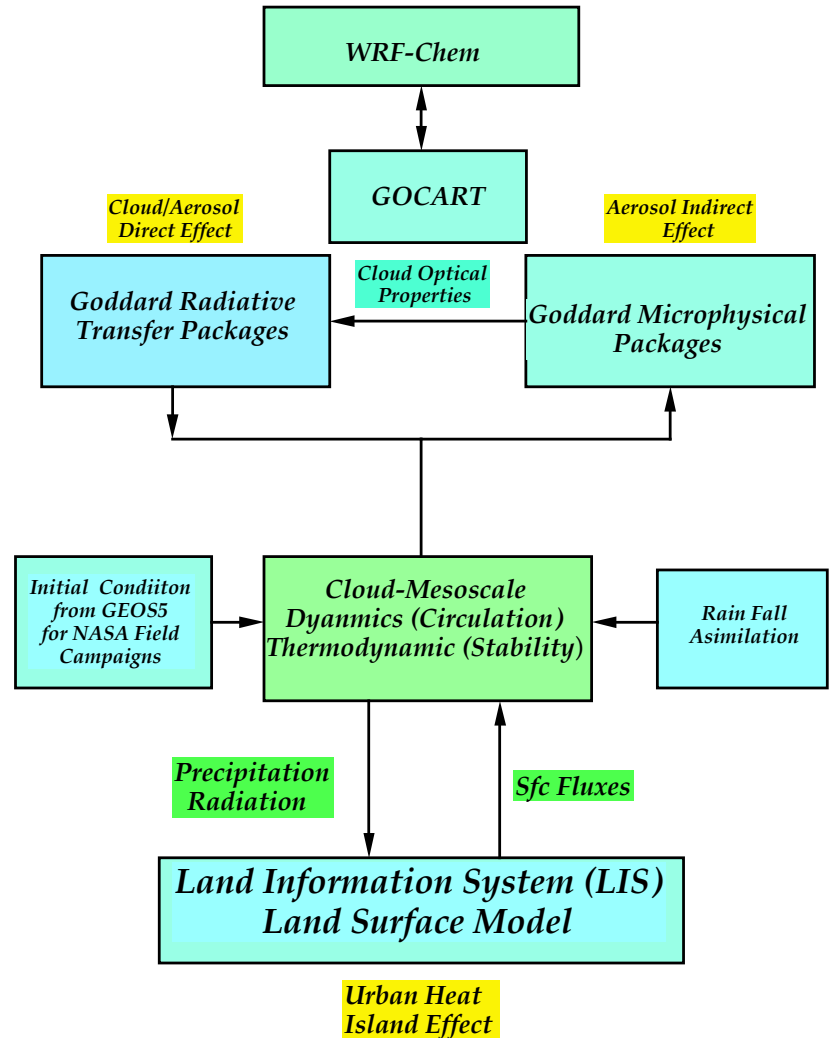 WRF-Chem
GOCART
Cloud/Aerosol
Direct Effect
Aerosol Indirect
Effect
Cloud Optical
Properties
Goddard Radiative
Transfer Packages
Goddard Microphysical
Packages
Initial Condiiton
from GEOS5
for NASA Field
Campaigns
Cloud-Mesoscale
Dyanmics (Circulation)
Thermodynamic (Stability)
Rain Fall
Asimilation
Precipitation
Radiation
Sfc Fluxes
Land Information System (LIS)
Land Surface Model
Urban Heat
Island Effect